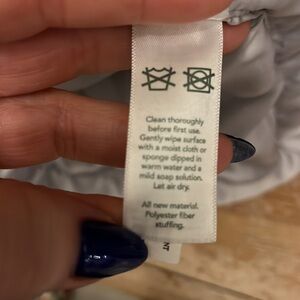 Clean thoroughly
before first use.
Gently wipe surface
with a moist cloth or
sponge dipped in
warm water and a
mild soap solution.
Let air dry.
All new material.
Polyester fiber
stuffing.